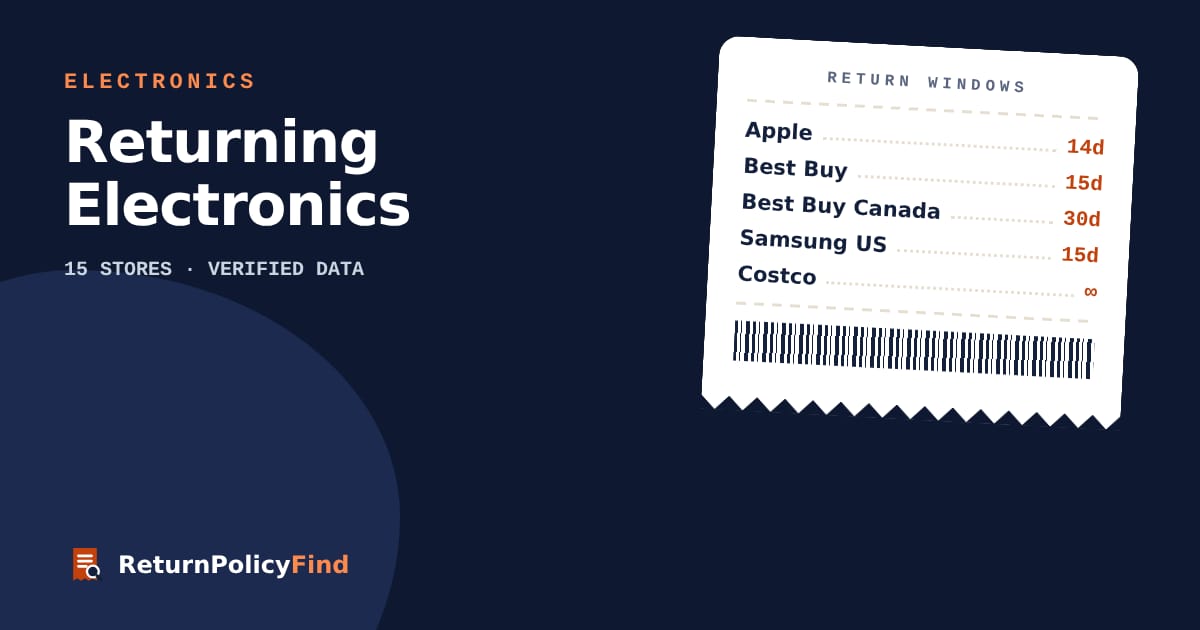 ELECTRONICS
Returning
Electronics
15 STORES · VERIFIED DATA
RETURN WINDOWS
Apple 14d
Best Buy 15d
Best Buy Canada 30d
Samsung US 15d
Costco ∞
ReturnPolicyFind